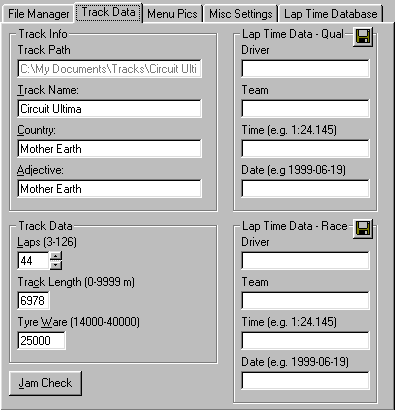 File Manager Track Data Menu Pics Misc Settings Lap Time Database
Track Info
Track Path
C:\My Documents\Tracks\Circuit Ulti
Track Name:
Circuit Ultima
Country:
Mother Earth
Adjective:
Mother Earth
Track Data
Laps (3-126)
44
Track Length (0-9999 m)
6978
Tyre Ware (14000-40000)
25000
Jam Check
Lap Time Data - Qual
Driver
Team
Time (e.g. 1:24.145)
Date (e.g 1999-06-19)
Lap Time Data - Race
Driver
Team
Time (e.g. 1:24.145)
Date (e.g. 1999-06-19)